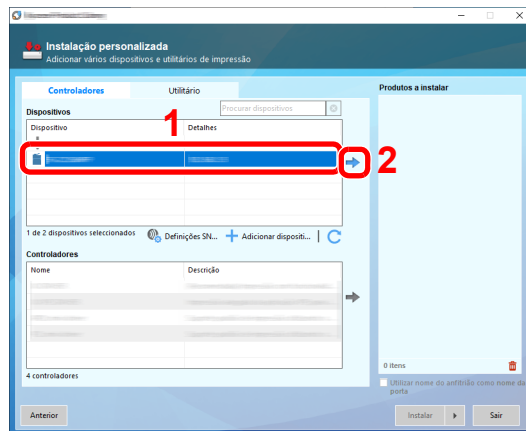 Instalação personalizada
Adicionar vários dispositivos e utilitários de impressão
Controladores
Utilitário
Produtos a instalar
Dispositivos
Procurar dispositivos
1
Dispositivo
Detalhes
2
1 de 2 dispositivos seleccionados
Definições SN...
Adicionar dispositi...
Controladores
Nome
Descrição
4 controladores
0 Itens
Utilizar nome do anfitrião como nome da
porta
Anterior
Instalar
Sair